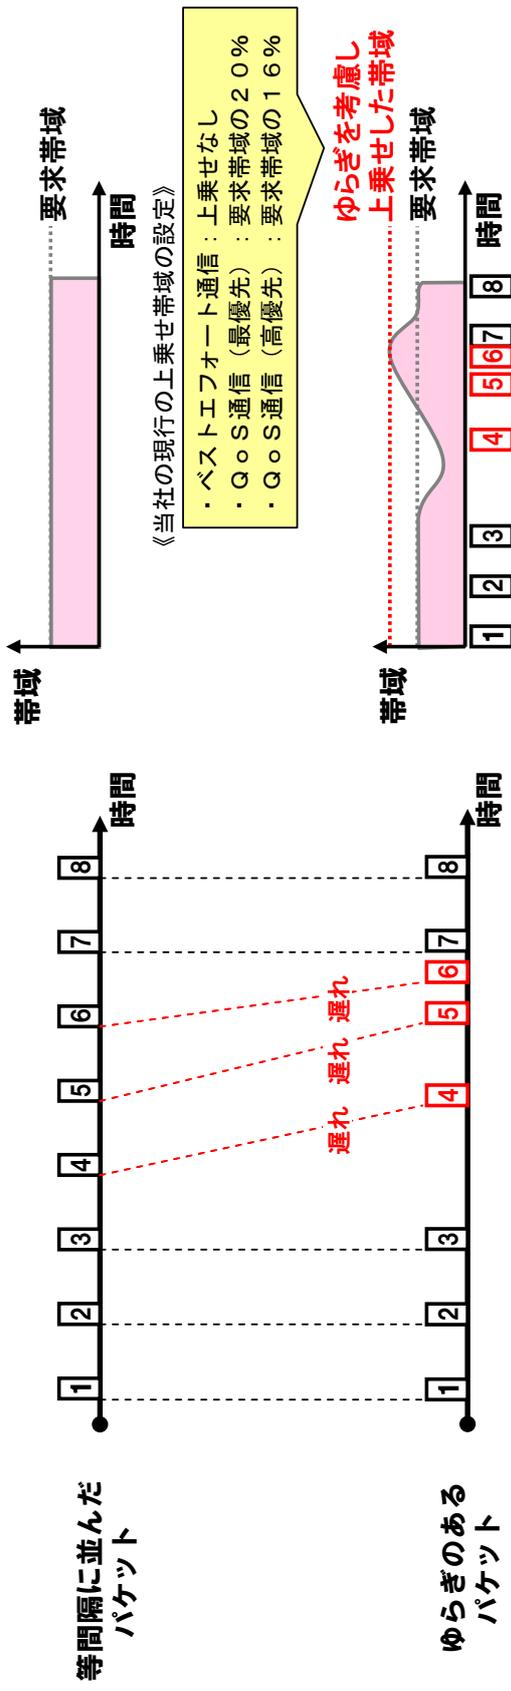 等間隔に並んだ
パケット
1 2 3 4 5 6 7 8
時間
遅れ 遅れ 遅れ
ゆらぎのある
パケット
1 2 3 4 5 6 7 8
時間
帯域
要求帯域
時間
《当社の現行の上乗せ帯域の設定》
・ベストエフォート通信：上乗せなし
・ＱｏＳ通信（最優先）：要求帯域の２０％
・ＱｏＳ通信（高優先）：要求帯域の１６％
ゆらぎを考慮し
上乗せした帯域
帯域
要求帯域
時間
1 2 3 4 5 6 7 8